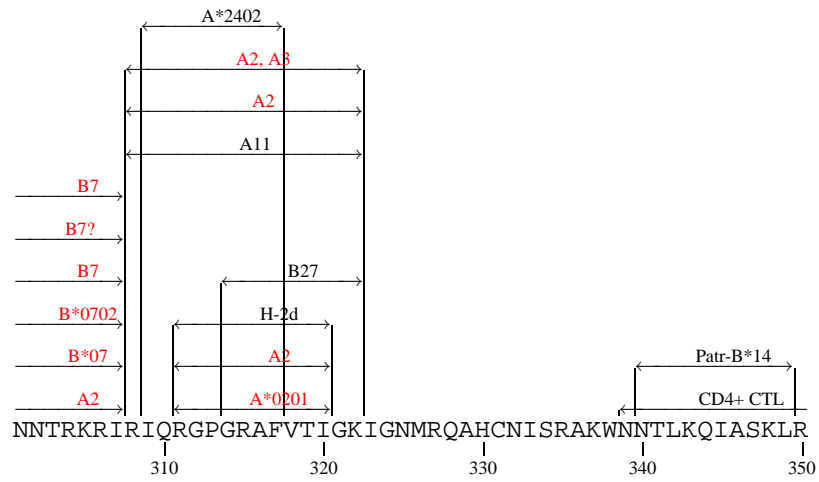 A*2402
A2, A3
A2
A11
B7
B7?
B7
B27
B*0702
H-2d
B*07
A2
Patr-B*14
A2
A*0201
CD4+ CTL
NNTRKRIRIQRGPGRAFVTIGKIGNMRQAHCNISRAKWNNTLKQIASKLR
310
320
330
340
350